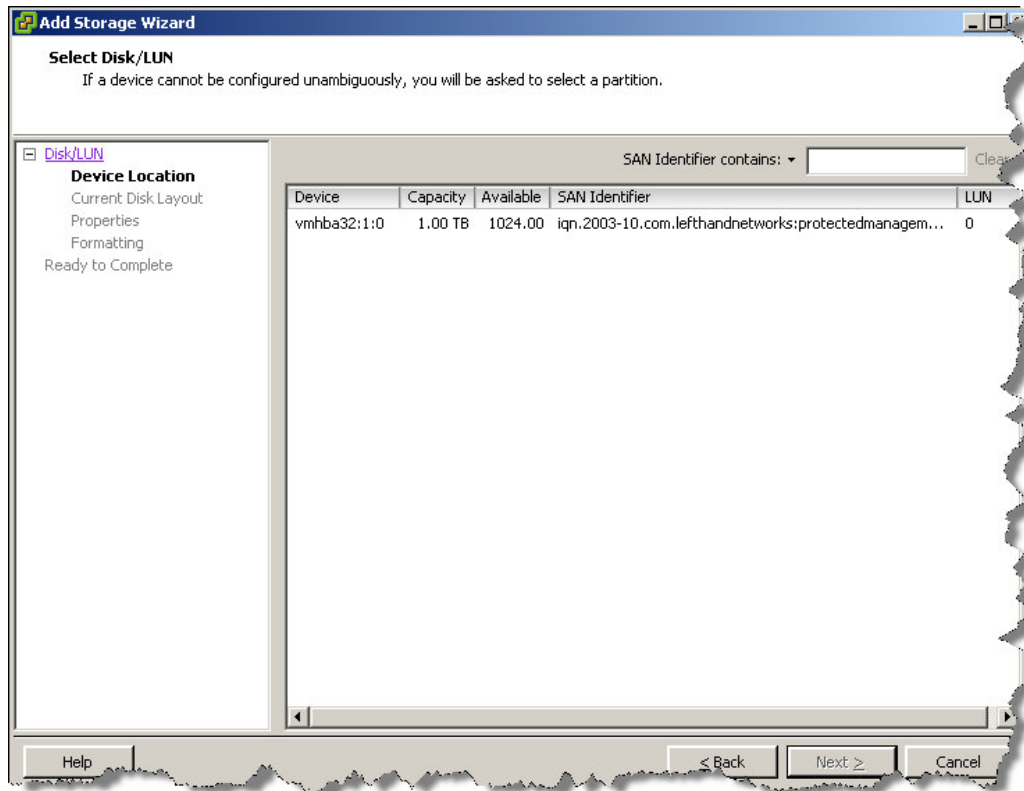 Add Storage Wizard
Select Disk/LUN
If a device cannot be configured unambiguously, you will be asked to select a partition.
Disk/LUN
Device Location
Current Disk Layout
Properties
Formatting
Ready to Complete
SAN Identifier contains:
Device Capacity Available SAN Identifier LUN
vmhba32:1:0 1.00 TB 1024.00 iqn.2003-10.com.lefthandnetworks:protectedmanagem... 0
Help < Back Next > Cancel